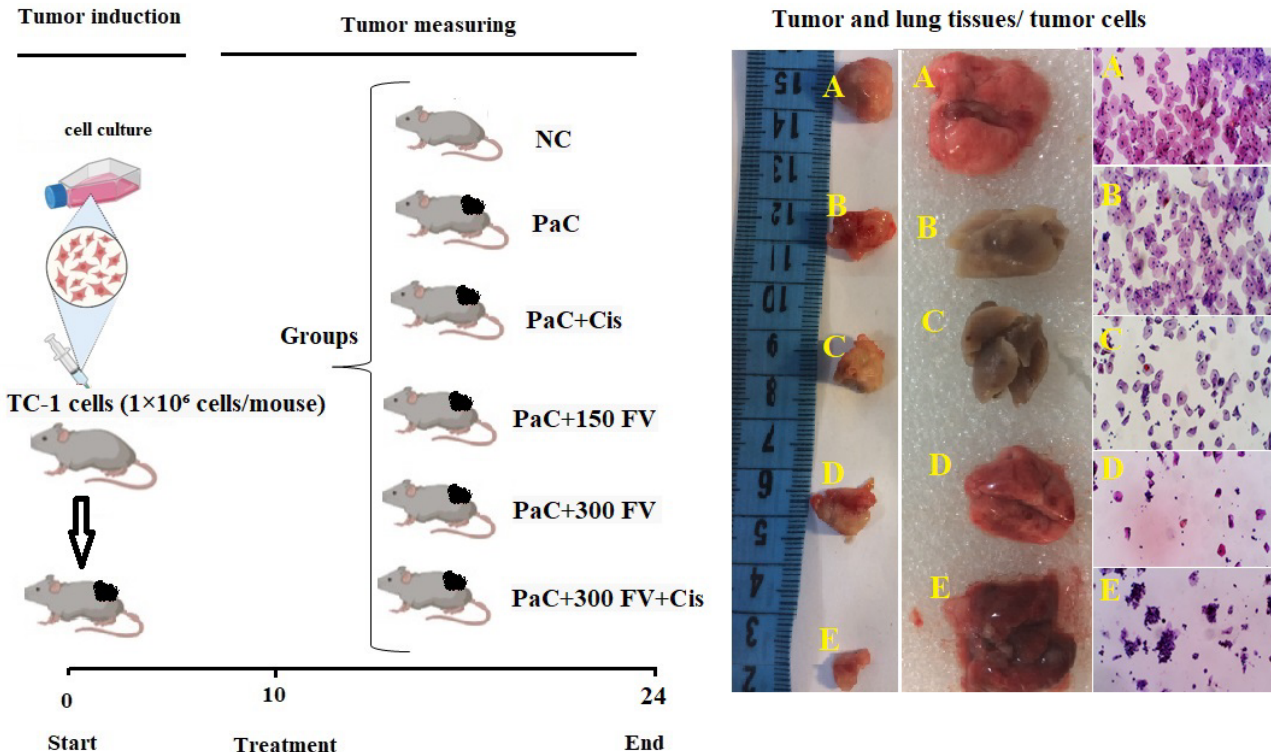 Tumor induction
Tumor measuring
cell culture
TC-1 cells (1×10⁶ cells/mouse)
Groups
NC
PaC
PaC+Cis
PaC+150 FV
PaC+300 FV
PaC+300 FV+Cis
0
10
24
Start
Treatment
End
Tumor and lung tissues/ tumor cells
15
14
13
12
11
10
9
8
7
6
5
4
3
2
A
B
C
D
E
A
B
C
D
E
A
B
C
D
E